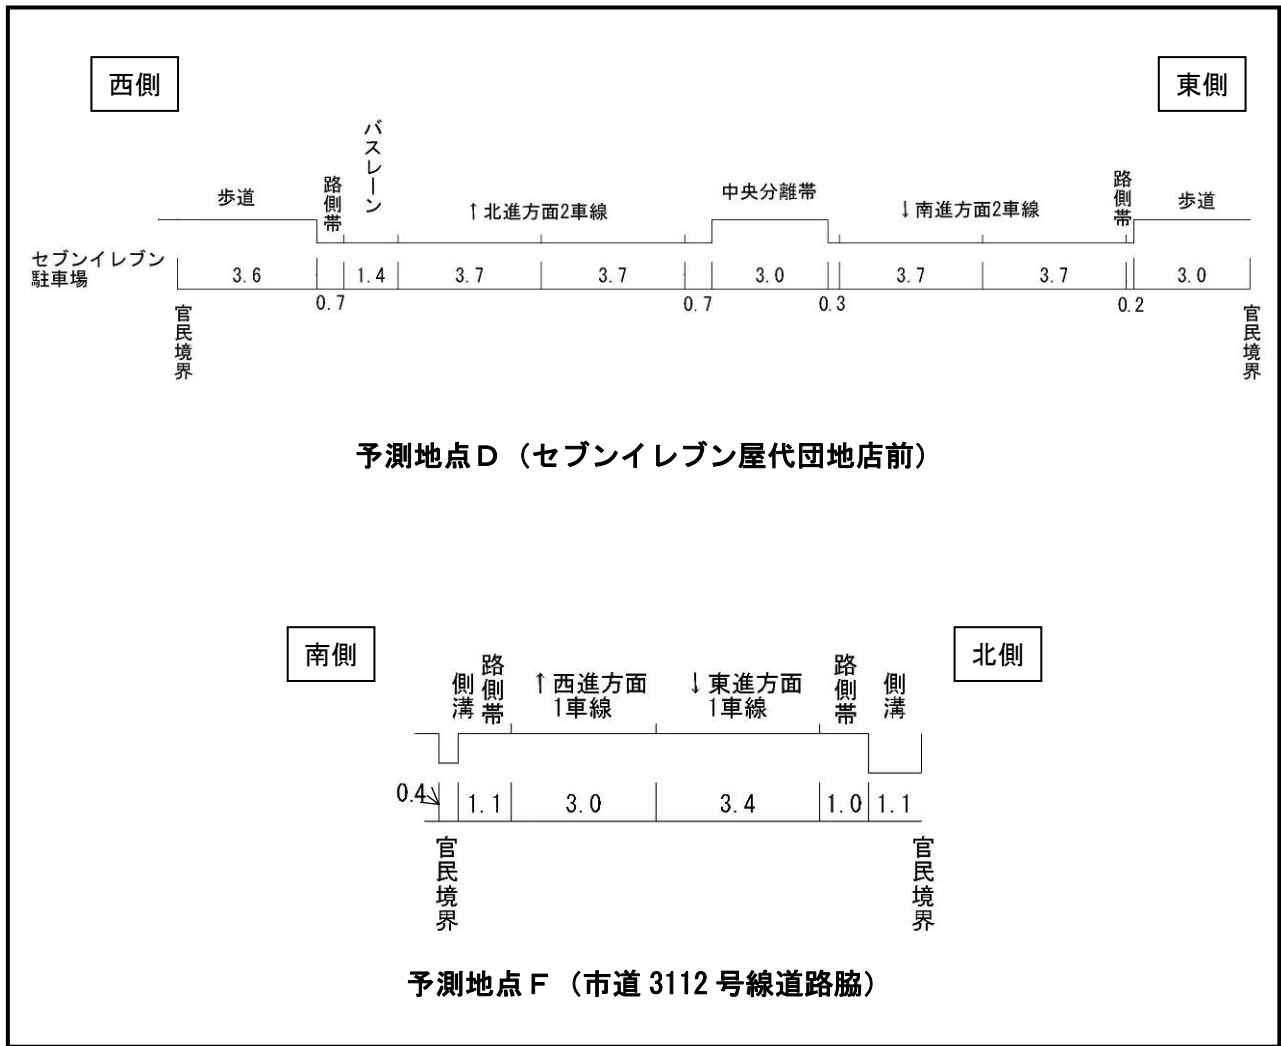 西側
東側
バスレーン
歩道
路側帯
↑北進方面2車線
中央分離帯
↓南進方面2車線
路側帯
歩道
セブンイレブン
駐車場
3.6
1.4
3.7
3.7
3.0
3.7
3.7
3.0
0.7
0.7
0.3
0.2
官民境界
官民境界
予測地点D（セブンイレブン屋代団地店前）
南側
北側
側溝
路側帯
↑西進方面
1車線
↓東進方面
1車線
路側帯
側溝
0.4
1.1
3.0
3.4
1.0
1.1
官民境界
官民境界
予測地点F（市道3112号線道路脇）